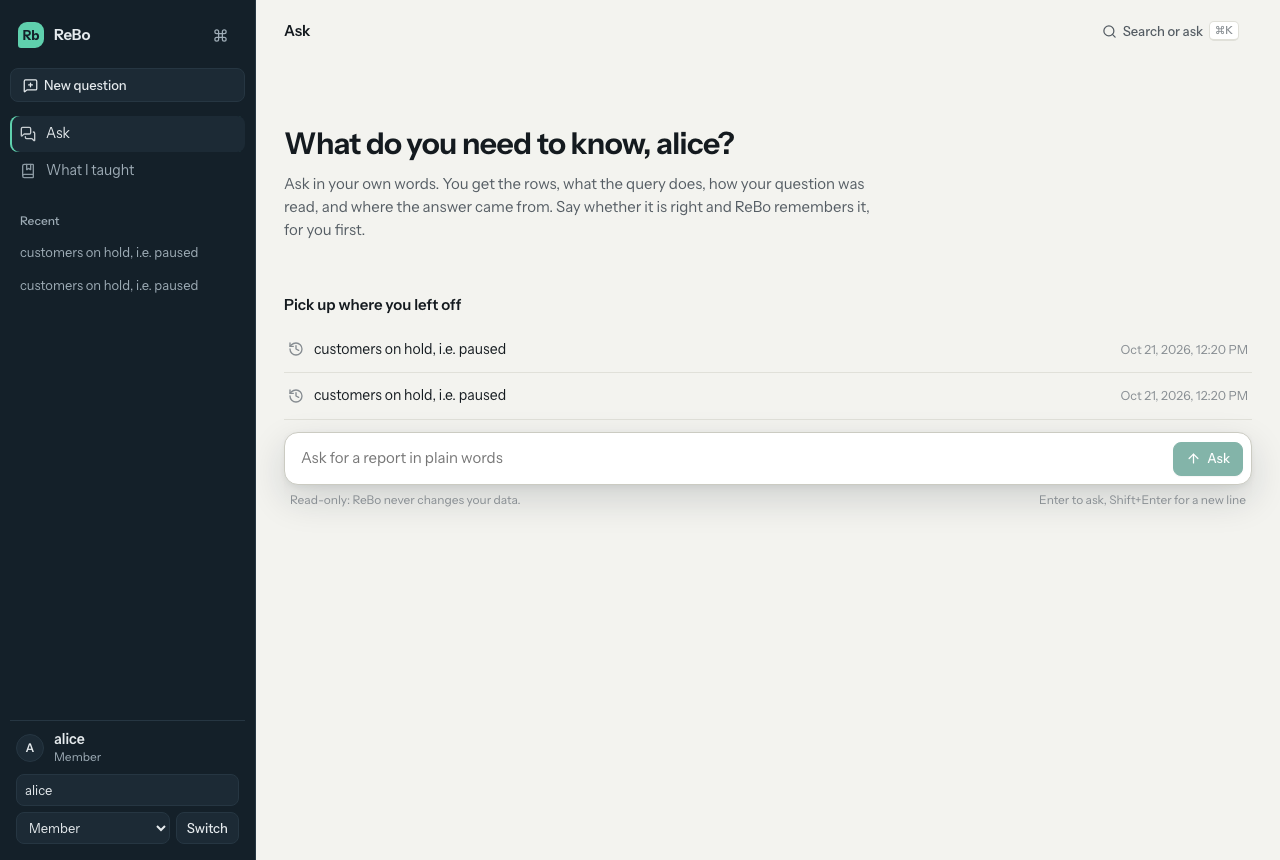 Rb ReBo
New question
Ask
What I taught
Recent
customers on hold, i.e. paused
customers on hold, i.e. paused
A
alice
Member
alice
Member
Switch
Ask
Search or ask ⌘K
What do you need to know, alice?
Ask in your own words. You get the rows, what the query does, how your question was
read, and where the answer came from. Say whether it is right and ReBo remembers it,
for you first.
Pick up where you left off
customers on hold, i.e. paused Oct 21, 2026, 12:20 PM
customers on hold, i.e. paused Oct 21, 2026, 12:20 PM
Ask for a report in plain words
Ask
Read-only: ReBo never changes your data. Enter to ask, Shift+Enter for a new line